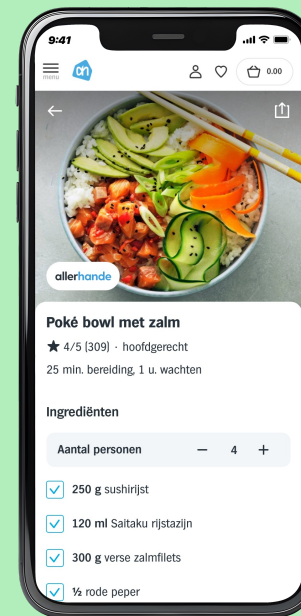 9:41
menu
ah
0.00
allerhande
Poké bowl met zalm
4/5 (309) · hoofdgerecht
25 min. bereiding, 1 u. wachten
Ingrediënten
Aantal personen — 4 +
250 g sushirijst
120 ml Saitaku rijstazijn
300 g verse zalmfilets
½ rode peper